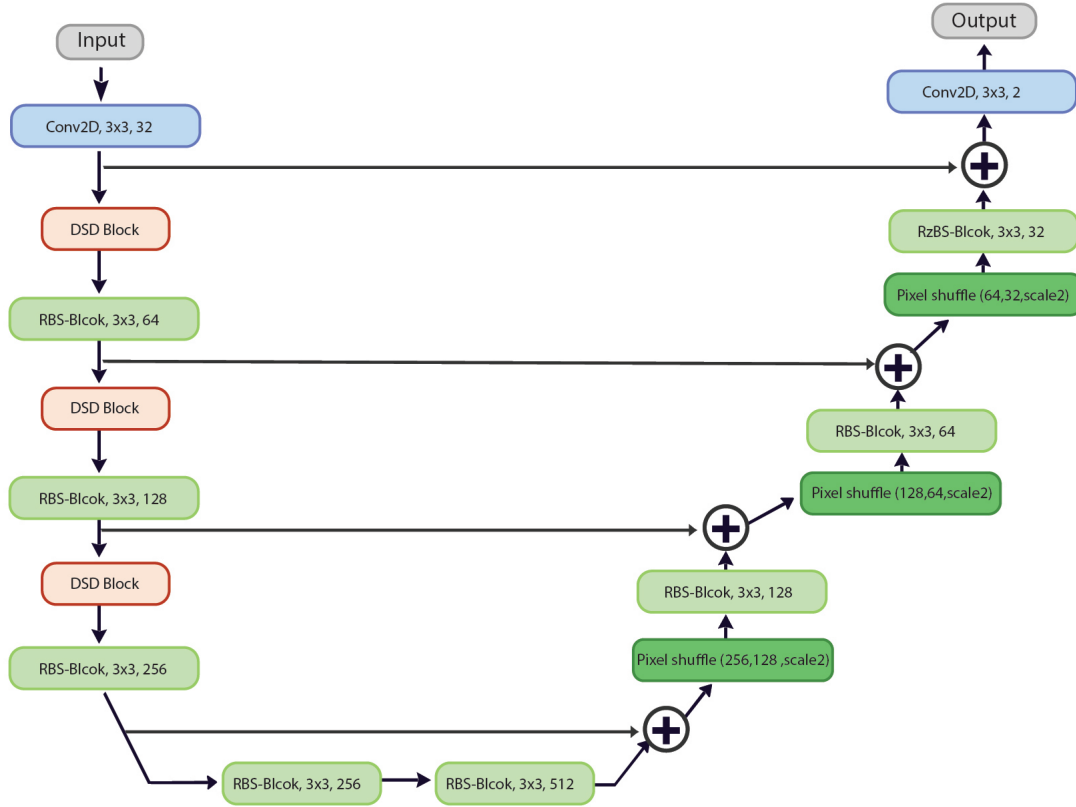 Input
Conv2D, 3x3, 32
DSD Block
RBS-Blcok, 3x3, 64
DSD Block
RBS-Blcok, 3x3, 128
DSD Block
RBS-Blcok, 3x3, 256
RBS-Blcok, 3x3, 256
RBS-Blcok, 3x3, 512
Pixel shuffle (256,128 ,scale2)
RBS-Blcok, 3x3, 128
Pixel shuffle (128,64,scale2)
RBS-Blcok, 3x3, 64
Pixel shuffle (64,32,scale2)
RzBS-Blcok, 3x3, 32
Conv2D, 3x3, 2
Output